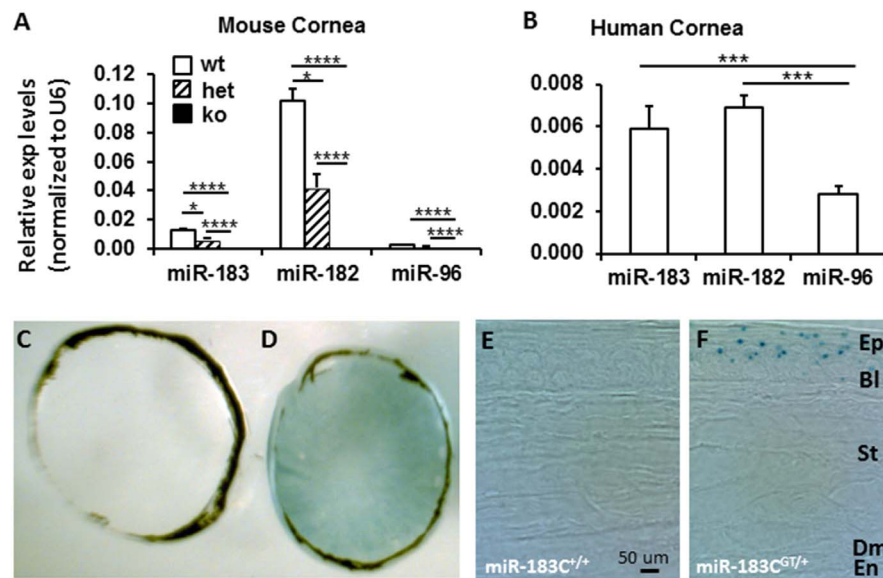 A
Mouse Cornea
Relative exp levels
(normalized to U6)
0.12
0.10
0.08
0.06
0.04
0.02
0.00
wt
het
ko
****
*
****
****
*
****
****
****
miR-183 miR-182 miR-96
B
Human Cornea
0.008
0.006
0.004
0.002
0.000
***
***
miR-183 miR-182 miR-96
C
D
E
miR-183C+/+
50 um
F
Ep
Bl
St
Dm
En
miR-183CGT/+